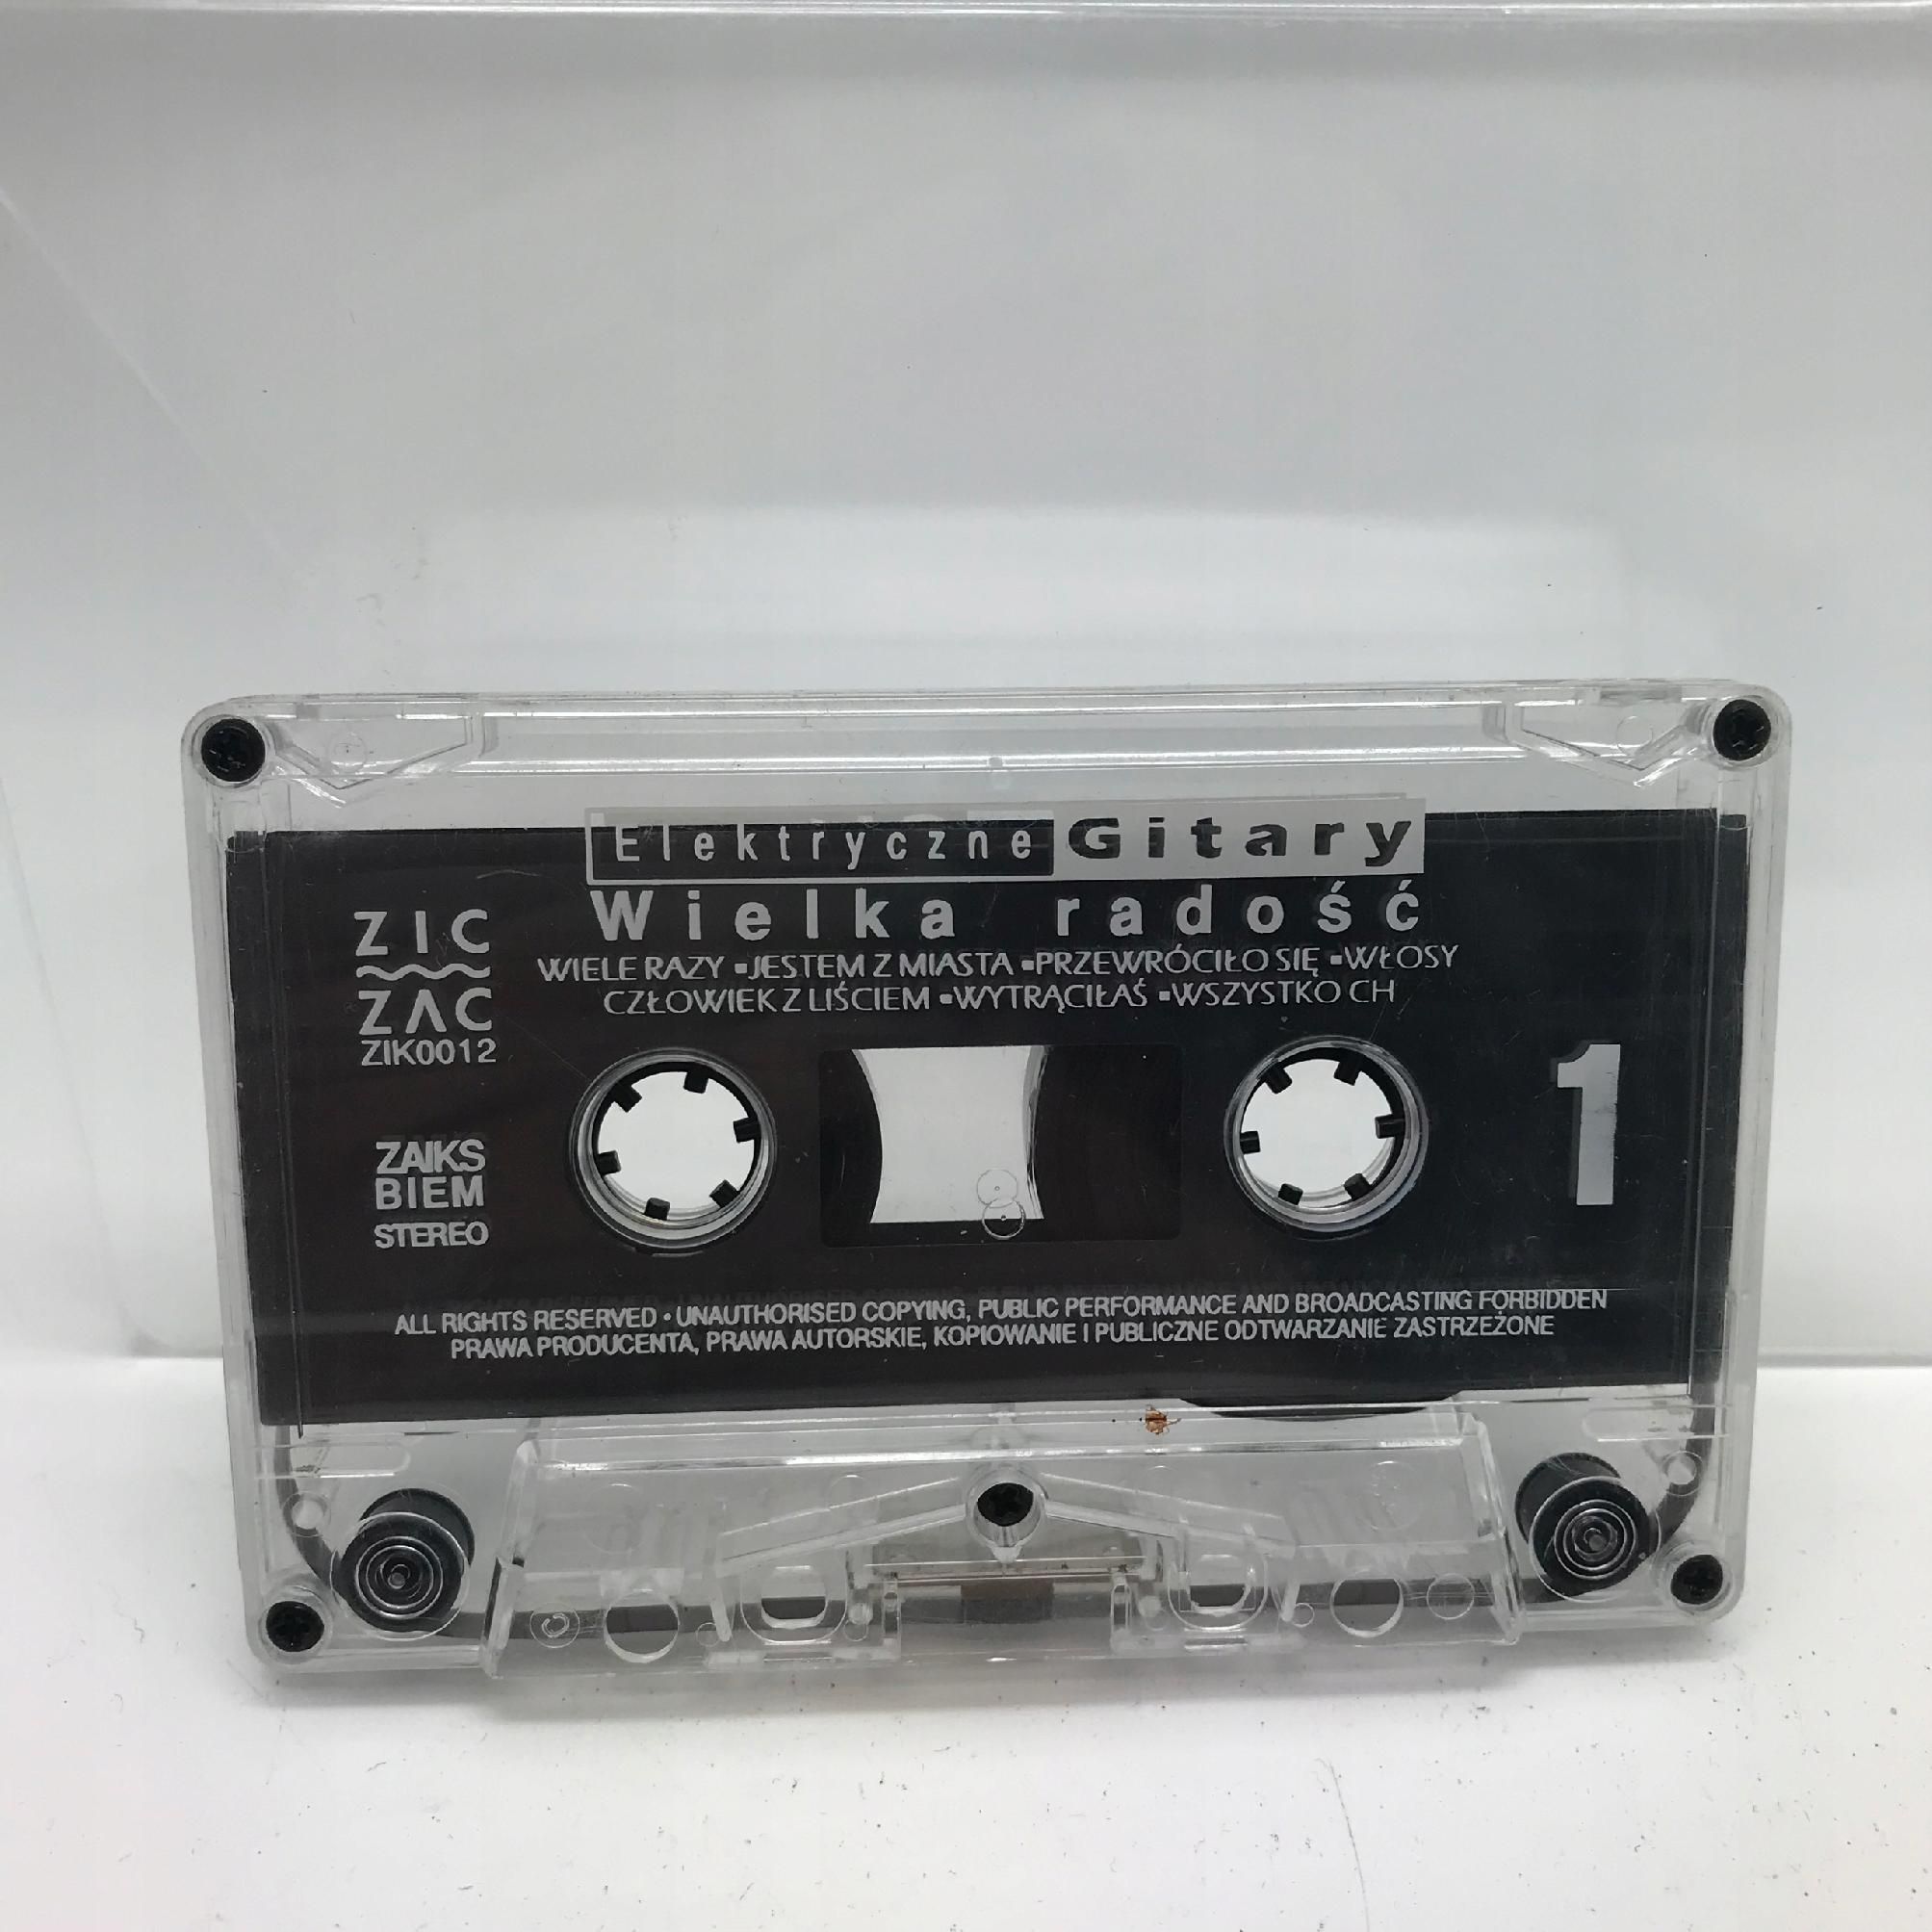 Elektryczne Gitary
Wielka radość
WIELE RAZY ▪JESTEM Z MIASTA ▪PRZEWRÓCIŁO SIĘ ▪WŁOSY
CZŁOWIEK Z LIŚCIEM ▪WYTRĄCIŁAŚ ▪WSZYSTKO CH
ZIC
ZAC
ZIK0012
1
ZAIKS
BIEM
STEREO
ALL RIGHTS RESERVED • UNAUTHORISED COPYING, PUBLIC PERFORMANCE AND BROADCASTING FORBIDDEN
PRAWA PRODUCENTA, PRAWA AUTORSKIE, KOPIOWANIE I PUBLICZNE ODTWARZANIE ZASTRZEŻONE